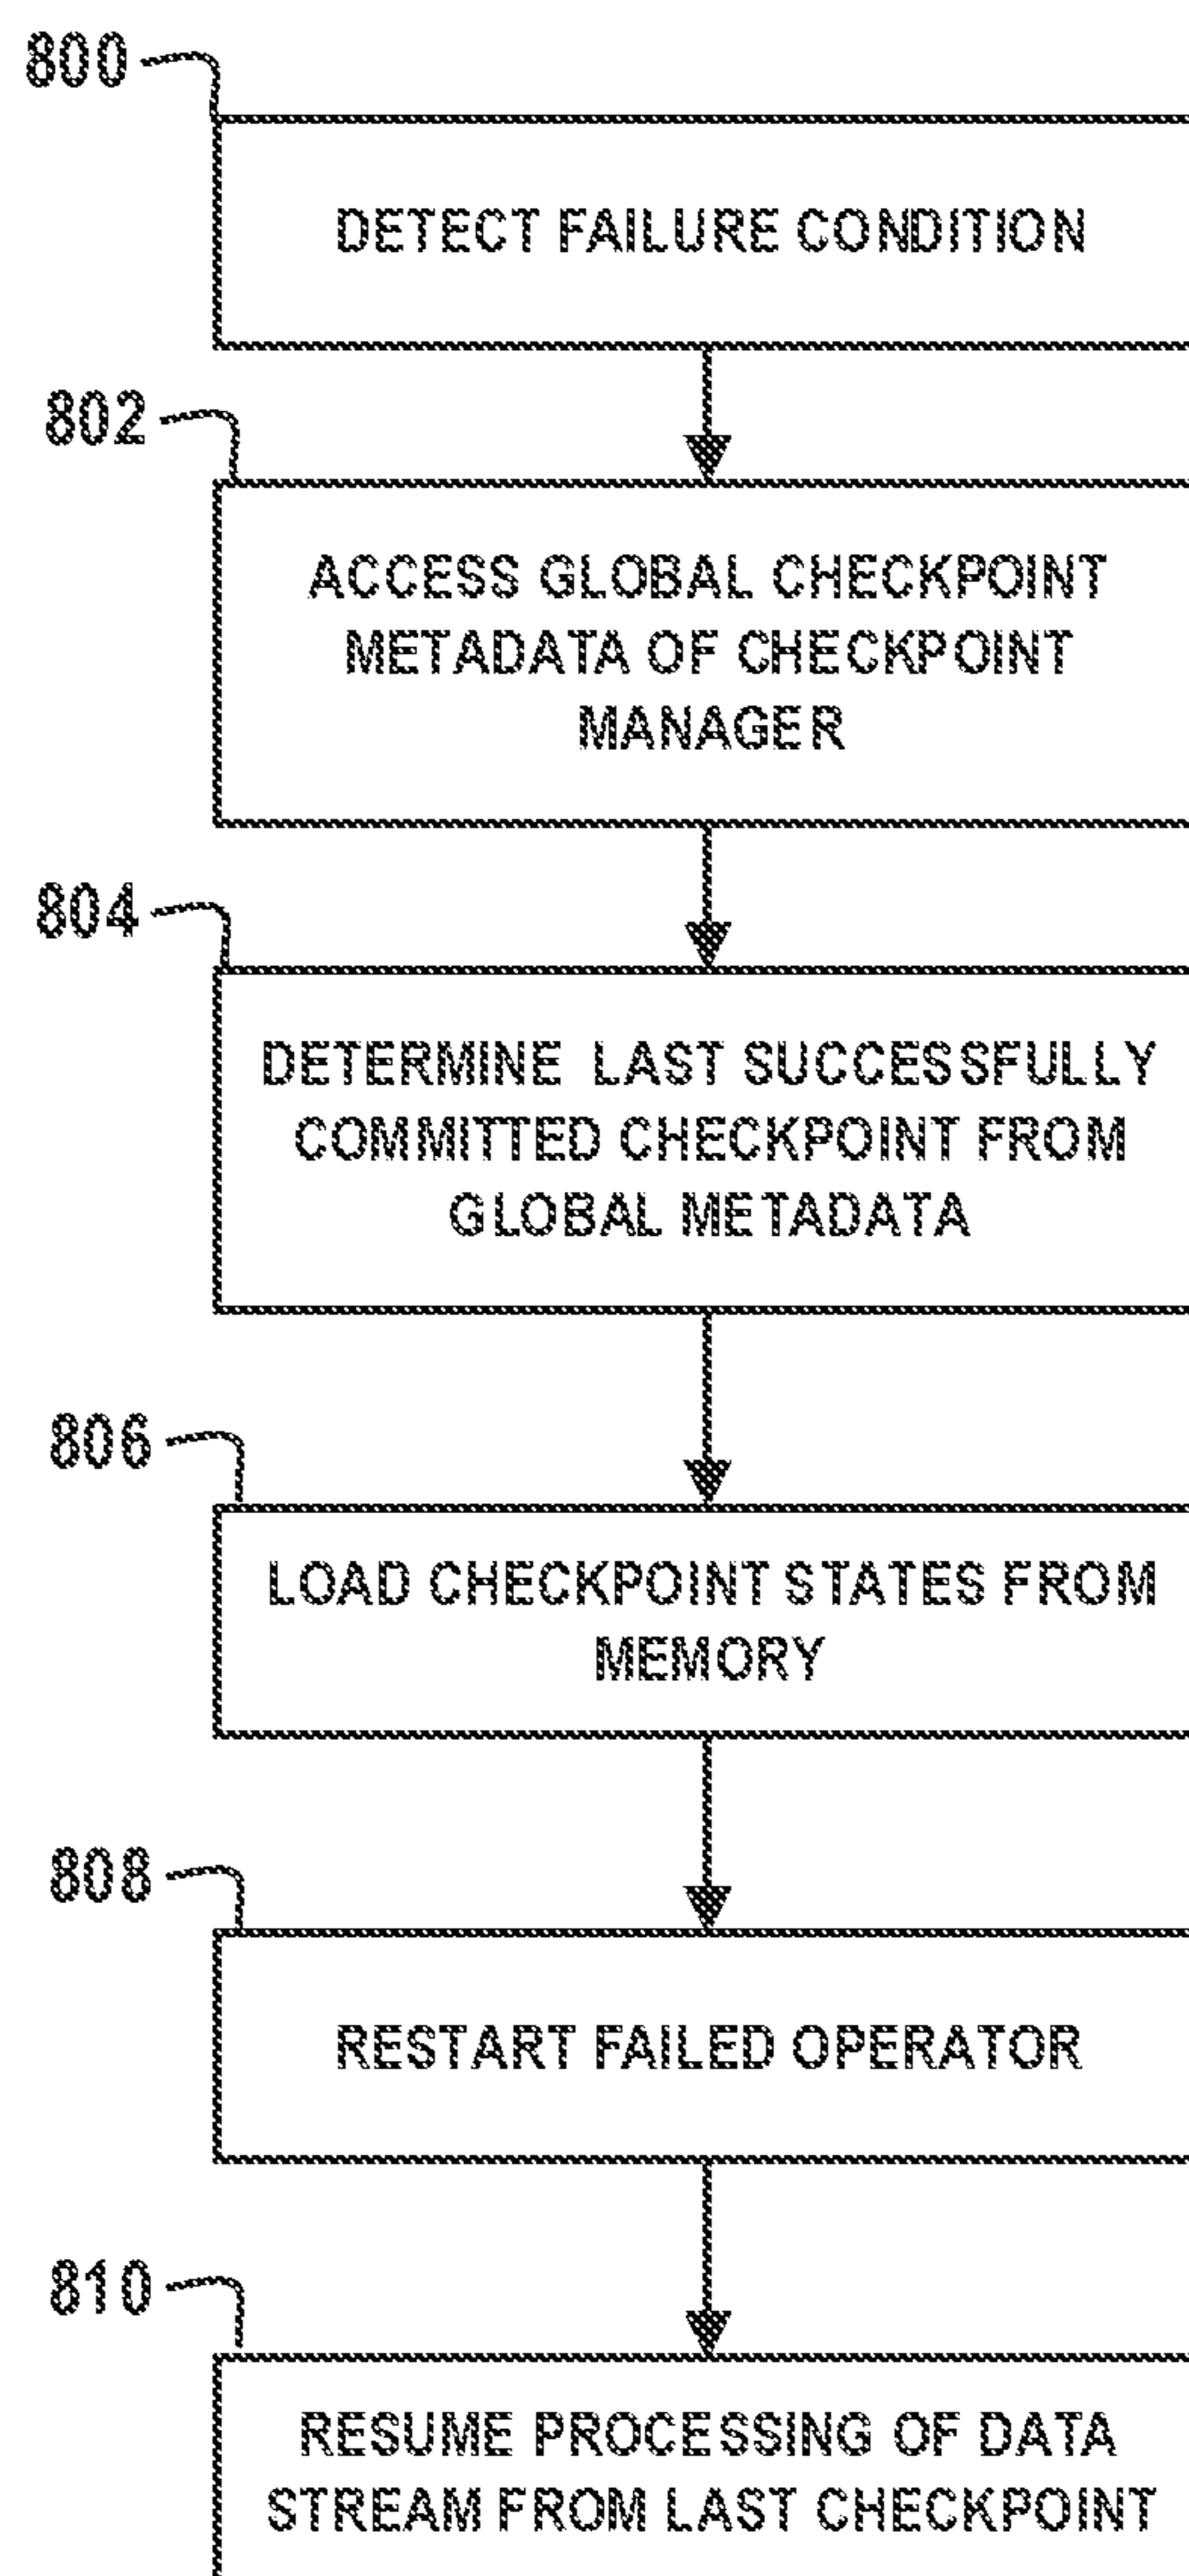 800
DETECT FAILURE CONDITION
802
ACCESS GLOBAL CHECKPOINT
METADATA OF CHECKPOINT
MANAGER
804
DETERMINE LAST SUCCESSFULLY
COMMITTED CHECKPOINT FROM
GLOBAL METADATA
806
LOAD CHECKPOINT STATES FROM
MEMORY
808
RESTART FAILED OPERATOR
810
RESUME PROCESSING OF DATA
STREAM FROM LAST CHECKPOINT